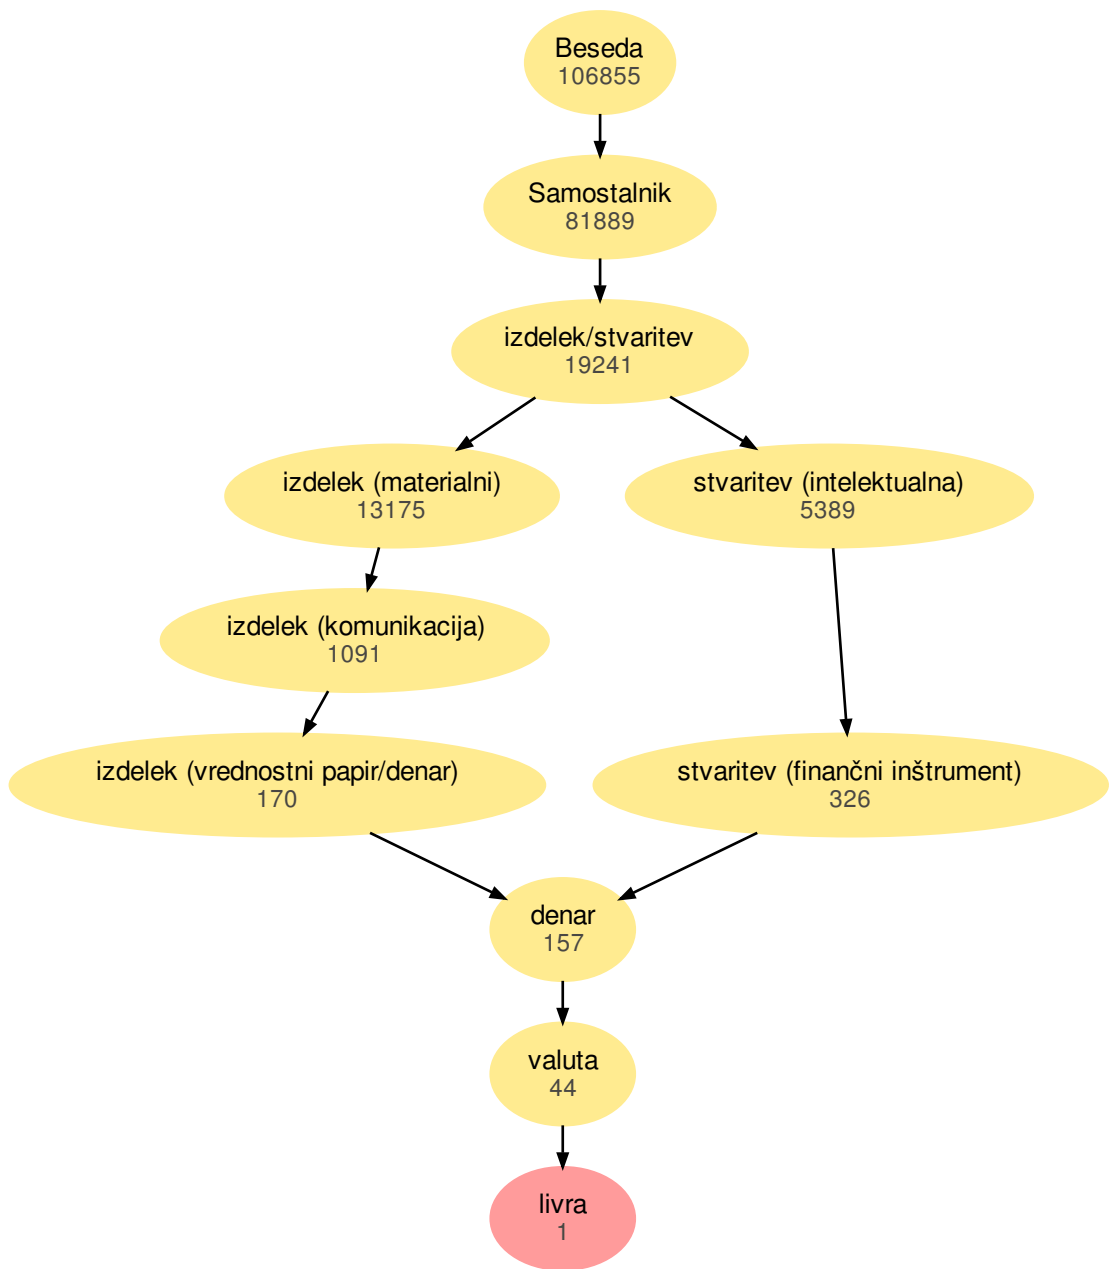 Beseda
106855
Samostalnik
81889
izdelek/stvaritev
19241
izdelek (materialni)
13175
stvaritev (intelektualna)
5389
izdelek (komunikacija)
1091
izdelek (vrednostni papir/denar)
170
stvaritev (finančni inštrument)
326
denar
157
valuta
44
livra
1